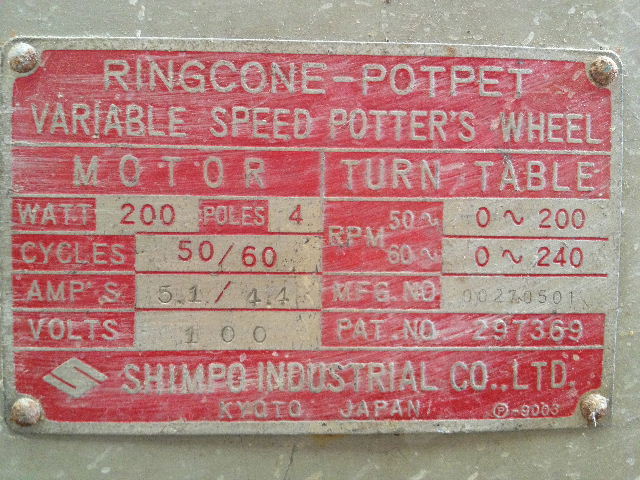 RINGCONE-POTPET
VARIABLE SPEED POTTER'S WHEEL
MOTOR TURN TABLE
WATT 200 POLES 4 RPM 50~ 0~200
CYCLES 50/60 60~ 0~240
AMP'S 5.1/4.4 MFG.NO. 00270501
VOLTS 100 PAT.NO. 297369
SHIMPO INDUSTRIAL CO.,LTD.
KYOTO JAPAN Ⓟ-9003